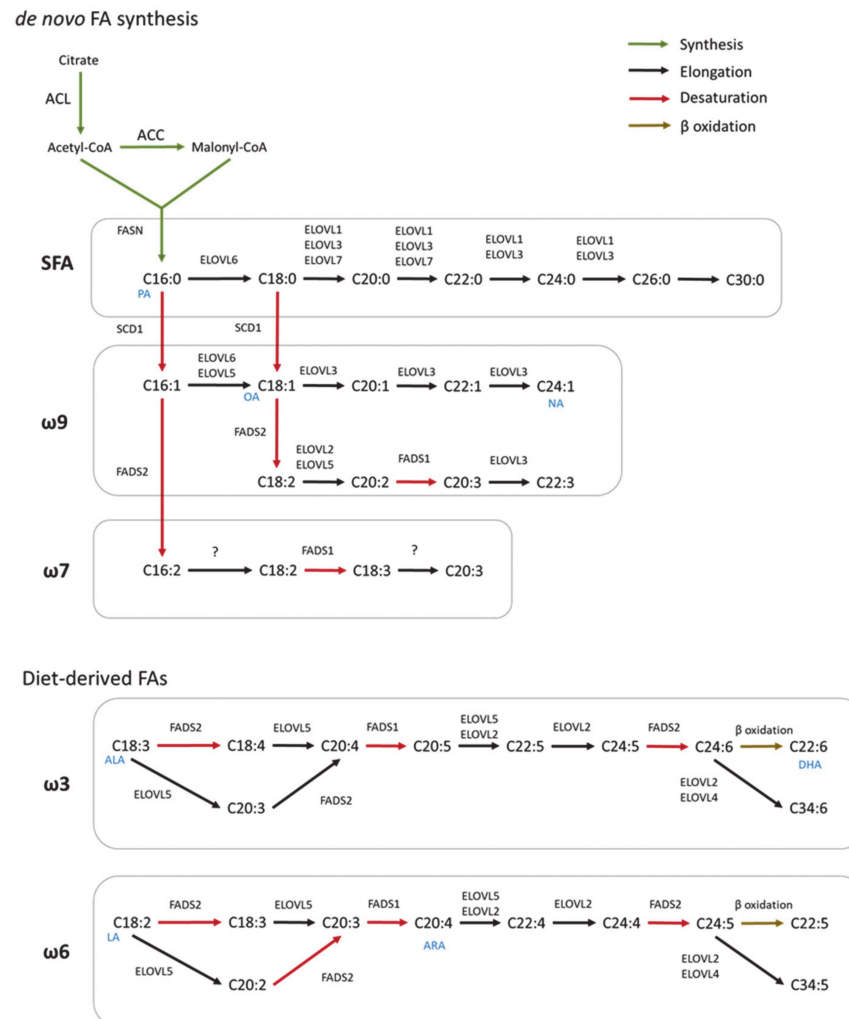 de novo FA synthesis
Synthesis
Elongation
Desaturation
β oxidation
Citrate
ACL
Acetyl-CoA
ACC
Malonyl-CoA
FASN
SFA
ELOVL6
ELOVL1
ELOVL3
ELOVL7
ELOVL1
ELOVL3
ELOVL7
ELOVL1
ELOVL3
ELOVL1
ELOVL3
C16:0 C18:0 C20:0 C22:0 C24:0 C26:0 C30:0
PA
SCD1 SCD1
ω9
ELOVL6
ELOVL5
ELOVL3 ELOVL3 ELOVL3
C16:1 C18:1 C20:1 C22:1 C24:1
OA NA
FADS2 FADS2
ELOVL2
ELOVL5
FADS1 ELOVL3
C18:2 C20:2 C20:3 C22:3
ω7
? FADS1 ?
C16:2 C18:2 C18:3 C20:3
Diet-derived FAs
ω3
FADS2 ELOVL5 FADS1
ELOVL5
ELOVL2
ELOVL2 FADS2 β oxidation
C18:3 C18:4 C20:4 C20:5 C22:5 C24:5 C24:6 C22:6
ALA DHA
ELOVL5 C20:3 FADS2
ELOVL2
ELOVL4
C34:6
ω6
FADS2 ELOVL5 FADS1
ELOVL5
ELOVL2
ELOVL2 FADS2 β oxidation
C18:2 C18:3 C20:3 C20:4 C22:4 C24:4 C24:5 C22:5
LA ARA
ELOVL5 C20:2 FADS2
ELOVL2
ELOVL4
C34:5